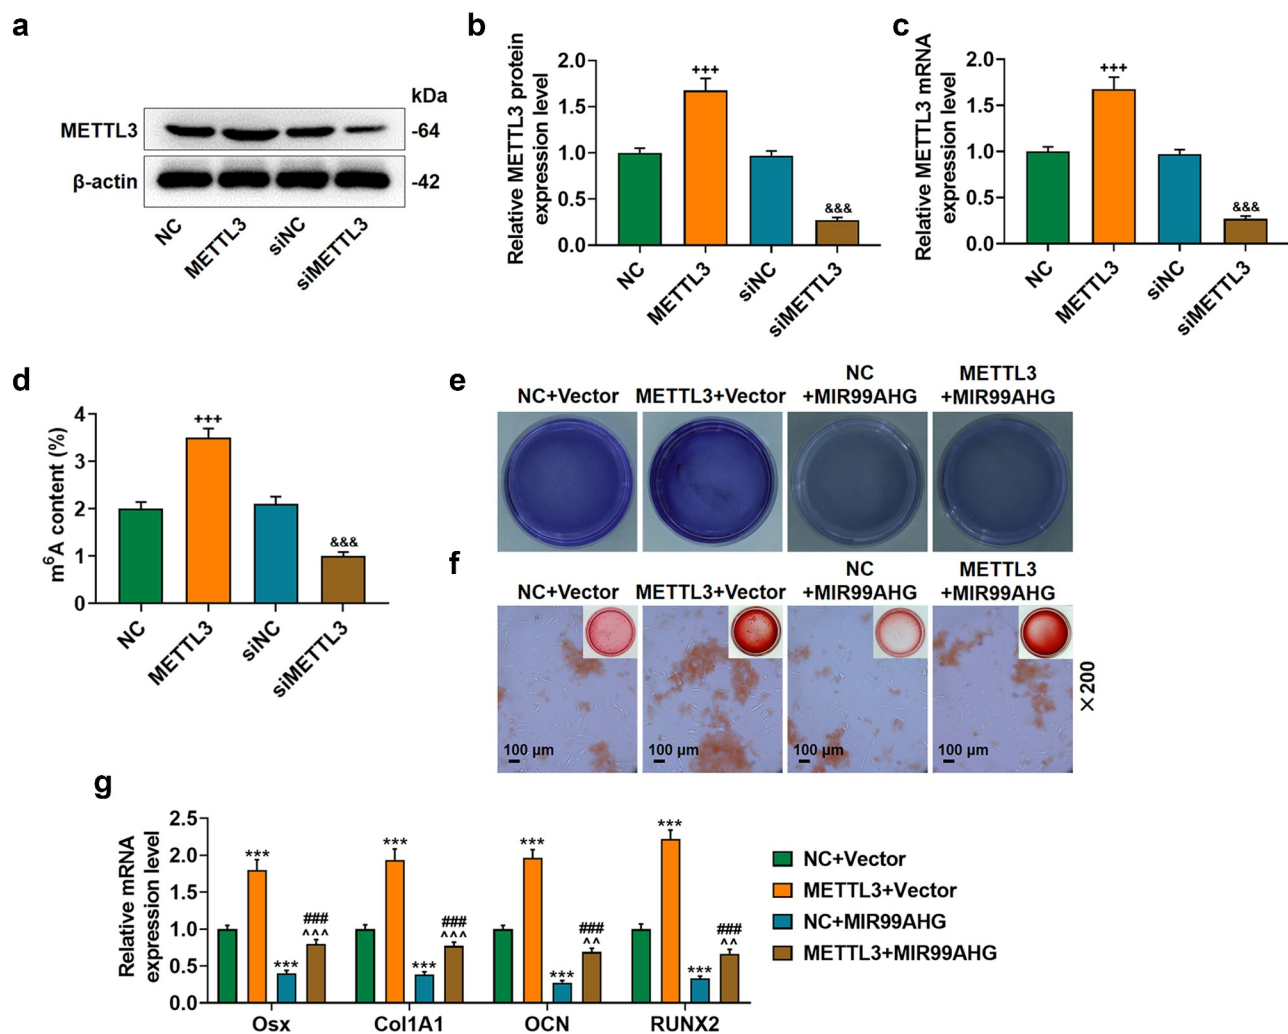 a
kDa
METTL3
-64
β-actin
-42
NC
METTL3
siNC
siMETTL3
b
Relative METTL3 protein
expression level
2.0
1.5
1.0
0.5
0.0
+++
&&&
NC
METTL3
siNC
siMETTL3
c
Relative METTL3 mRNA
expression level
2.0
1.5
1.0
0.5
0.0
+++
&&&
NC
METTL3
siNC
siMETTL3
d
m⁶A content (%)
4
3
2
1
0
+++
&&&
NC
METTL3
siNC
siMETTL3
e
NC+Vector
METTL3+Vector
NC
+MIR99AHG
METTL3
+MIR99AHG
f
NC+Vector
METTL3+Vector
NC
+MIR99AHG
METTL3
+MIR99AHG
100 µm
100 µm
100 µm
100 µm
×200
g
Relative mRNA
expression level
2.5
2.0
1.5
1.0
0.5
0.0
***
***
###
^^^
***
***
###
^^^
***
***
###
^^
***
***
###
^^
Osx
Col1A1
OCN
RUNX2
NC+Vector
METTL3+Vector
NC+MIR99AHG
METTL3+MIR99AHG